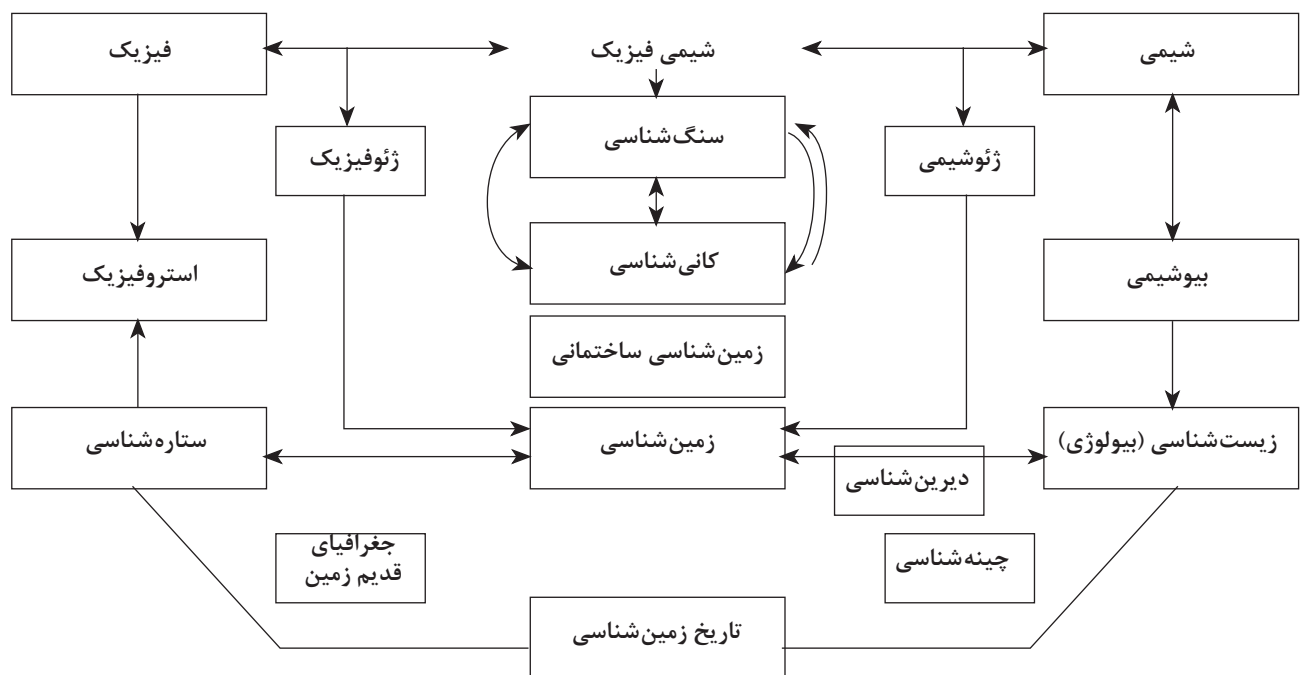 شیمی
شیمی فیزیک
فیزیک
ژئوشیمی
سنگ‌شناسی
ژئوفیزیک
بیوشیمی
کانی‌شناسی
استروفیزیک
زمین‌شناسی ساختمانی
زیست‌شناسی (بیولوژی)
زمین‌شناسی
ستاره‌شناسی
دیرین‌شناسی
چینه‌شناسی
جغرافیای
قدیم زمین
تاریخ زمین‌شناسی